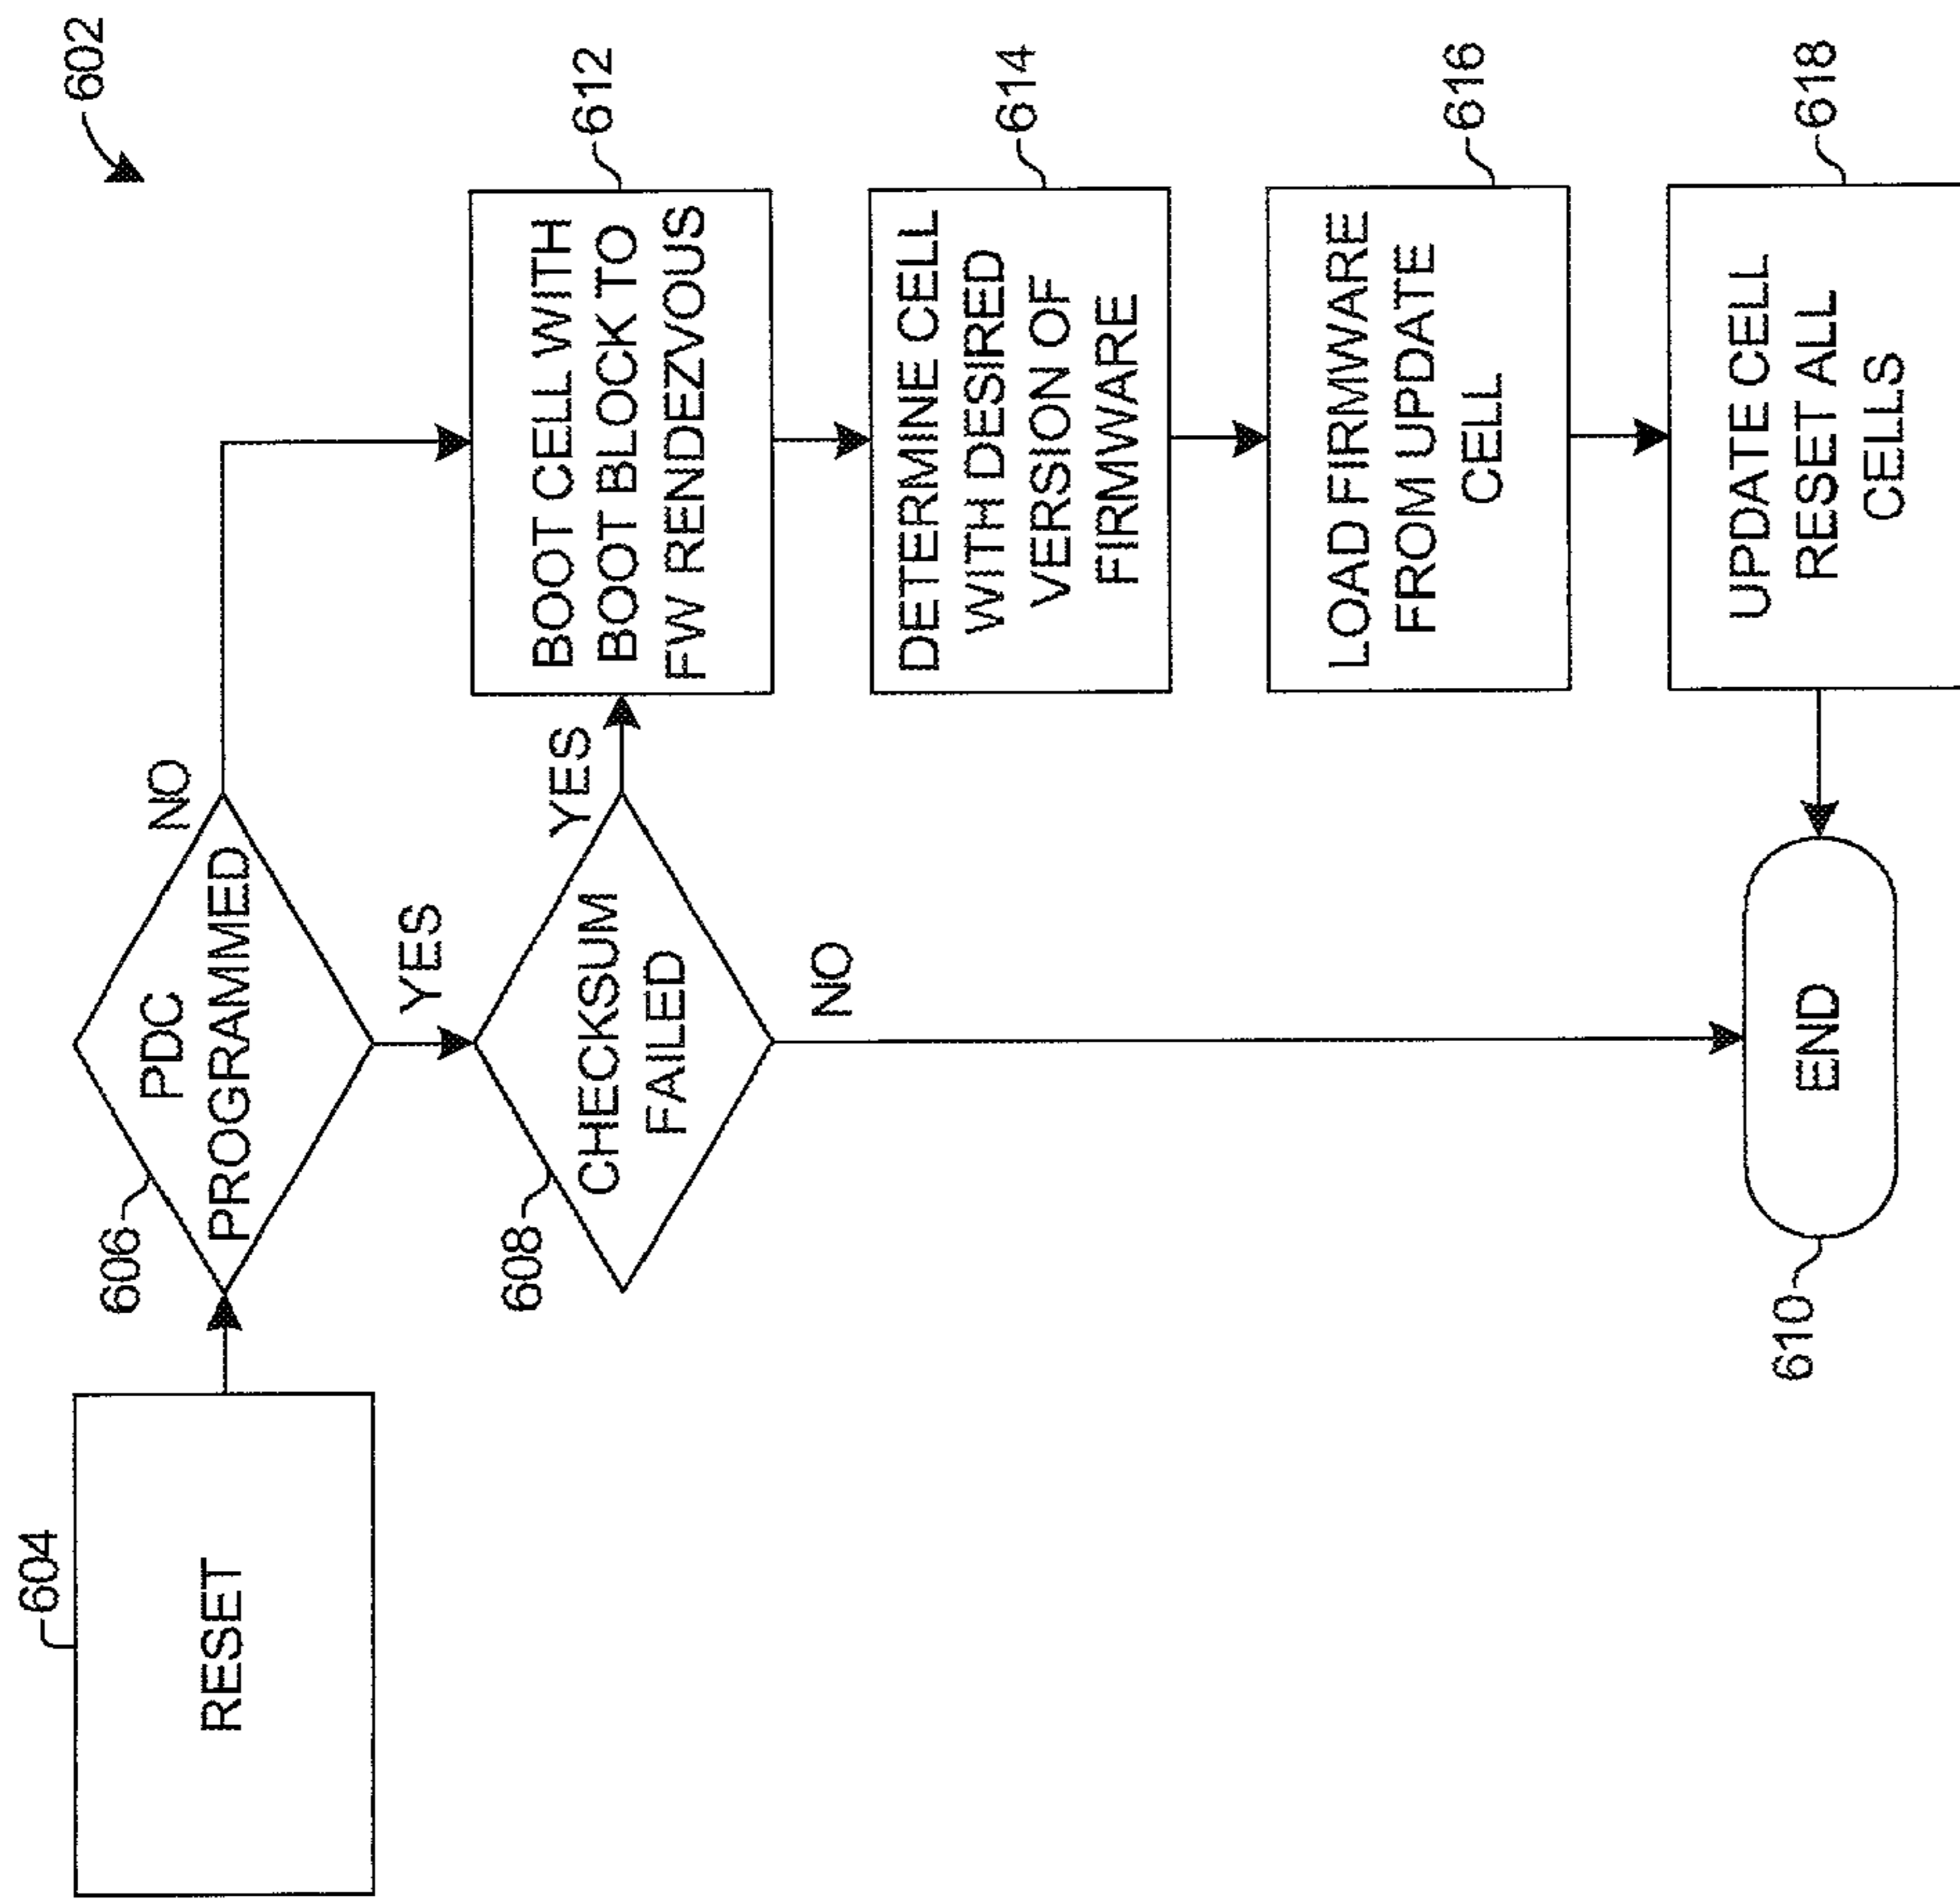 602
604
RESET
606
PDC
PROGRAMMED
NO
YES
608
CHECKSUM
FAILED
YES
NO
612
BOOT CELL WITH
BOOT BLOCK TO
FW RENDEZVOUS
614
DETERMINE CELL
WITH DESIRED
VERSION OF
FIRMWARE
616
LOAD FIRMWARE
FROM UPDATE
CELL
618
UPDATE CELL
RESET ALL
CELLS
610
END